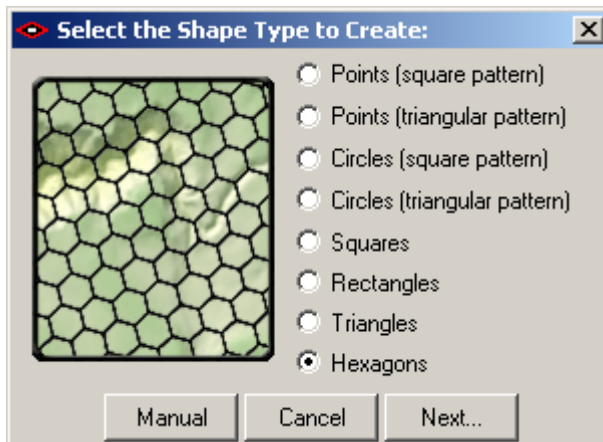 Select the Shape Type to Create:
Points (square pattern)
Points (triangular pattern)
Circles (square pattern)
Circles (triangular pattern)
Squares
Rectangles
Triangles
Hexagons
Manual Cancel Next...